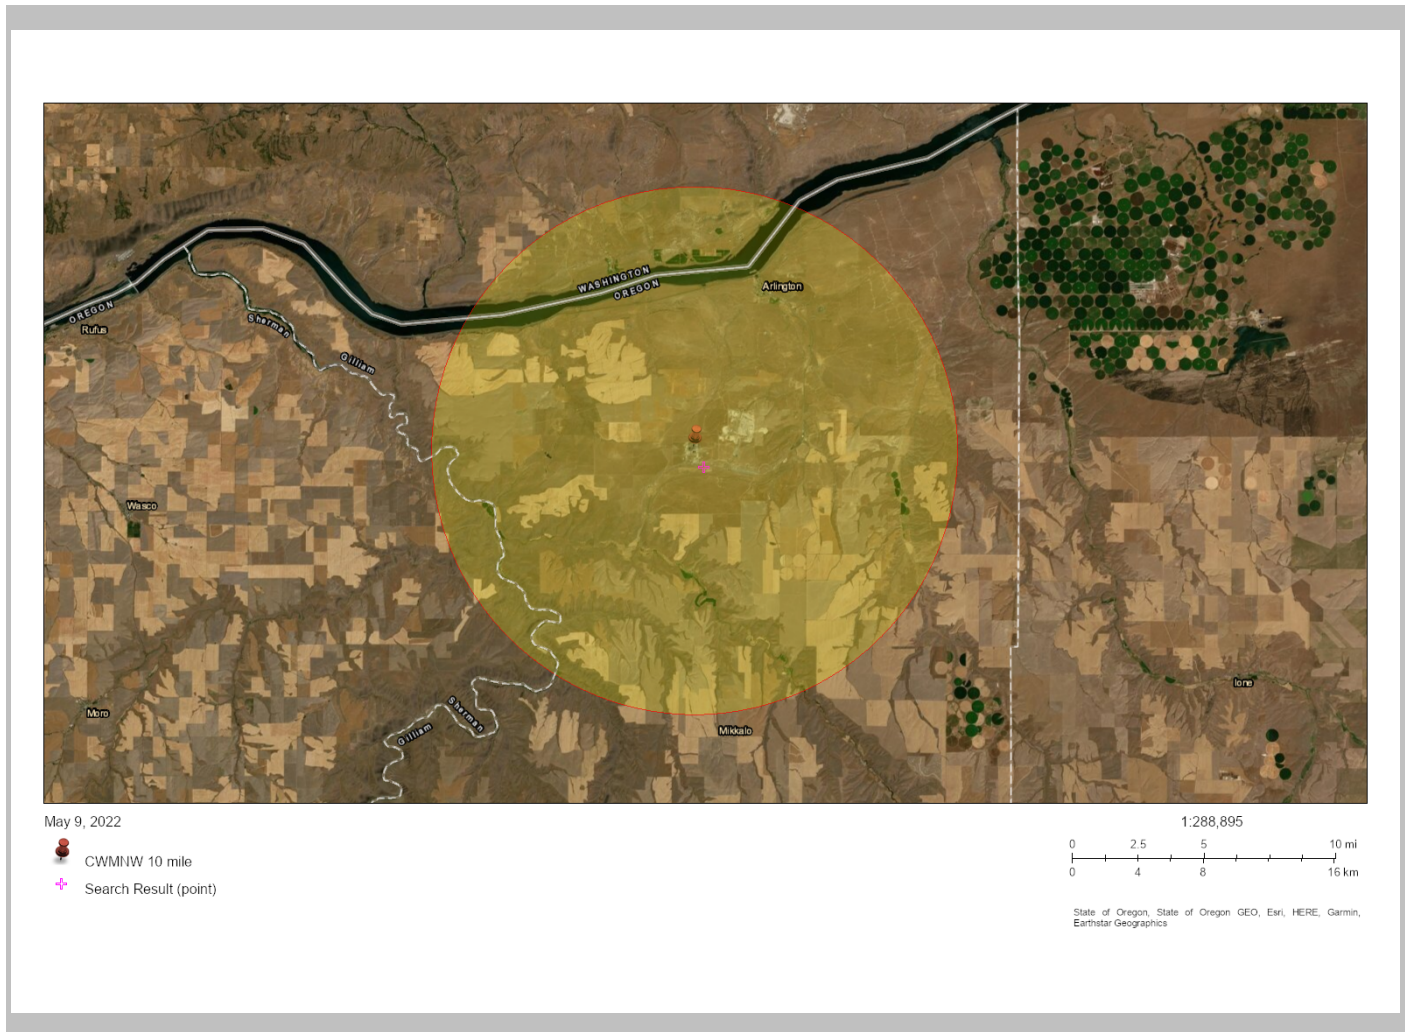 WASHINGTON
OREGON
Arlington
OREGON
Rufus
Sherman
Gilliam
Wasco
Moro
Sherman
Gilliam
Mikkalo
Ione
May 9, 2022
CWMNW 10 mile
Search Result (point)
1:288,895
0 2.5 5 10 mi
0 4 8 16 km
State of Oregon, State of Oregon GEO, Esri, HERE, Garmin,
Earthstar Geographics